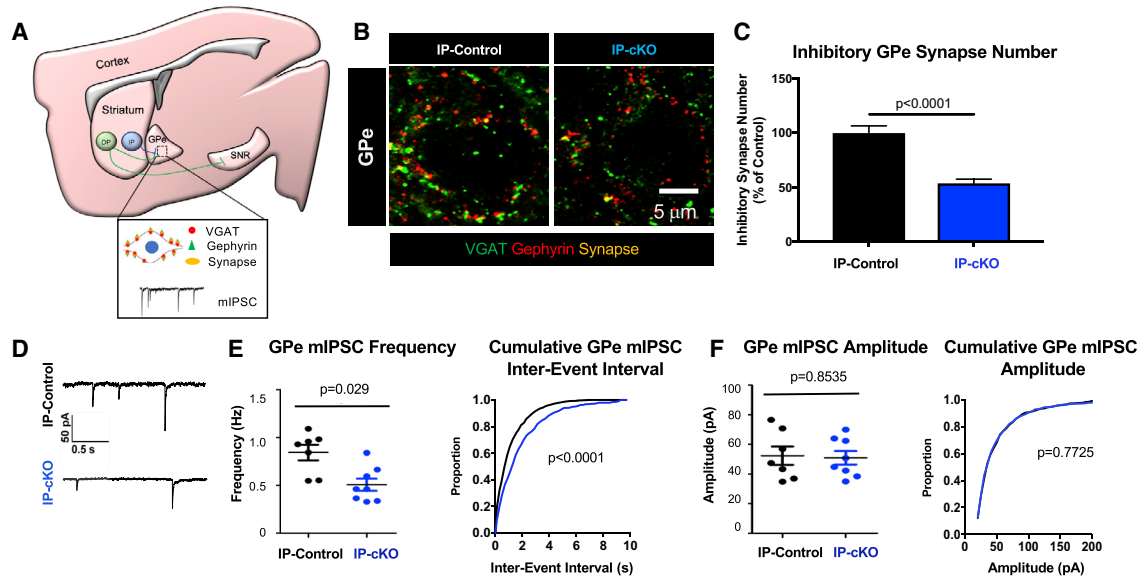 A
Cortex
Striatum
DP
IP
GPe
SNR
VGAT
Gephyrin
Synapse
mIPSC
B
IP-Control
IP-cKO
GPe
5 μm
VGAT Gephyrin Synapse
C
Inhibitory GPe Synapse Number
Inhibitory Synapse Number
(% of Control)
150
100
50
0
p<0.0001
IP-Control
IP-cKO
D
IP-Control
50 pA
0.5 s
IP-cKO
E
GPe mIPSC Frequency
p=0.029
Frequency (Hz)
1.5
1.0
0.5
0
IP-Control
IP-cKO
Cumulative GPe mIPSC
Inter-Event Interval
Proportion
1.0
0.8
0.6
0.4
0.2
0.0
p<0.0001
0 2 4 6 8 10
Inter-Event Interval (s)
F
GPe mIPSC Amplitude
p=0.8535
Amplitude (pA)
100
80
60
40
20
0
IP-Control
IP-cKO
Cumulative GPe mIPSC
Amplitude
Proportion
1.0
0.8
0.6
0.4
0.2
0.0
p=0.7725
0 50 100 150 200
Amplitude (pA)